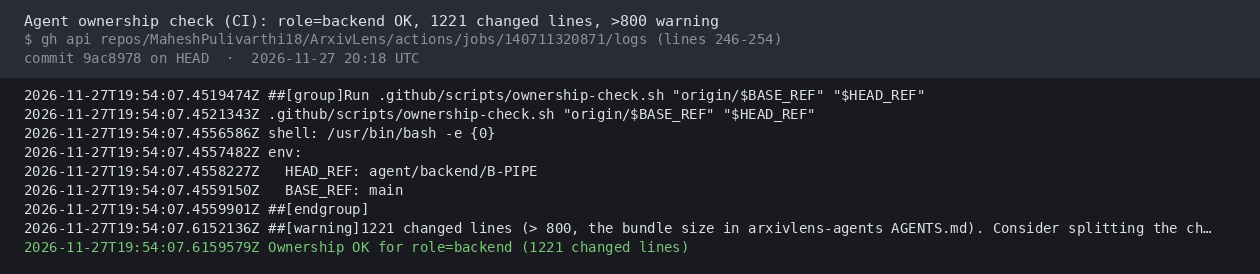 Agent ownership check (CI): role=backend OK, 1221 changed lines, >800 warning
$ gh api repos/MaheshPulivarthi18/ArxivLens/actions/jobs/140711320871/logs (lines 246-254)
commit 9ac8978 on HEAD  ·  2026-11-27 20:18 UTC
2026-11-27T19:54:07.4519474Z ##[group]Run .github/scripts/ownership-check.sh "origin/$BASE_REF" "$HEAD_REF"
2026-11-27T19:54:07.4521343Z .github/scripts/ownership-check.sh "origin/$BASE_REF" "$HEAD_REF"
2026-11-27T19:54:07.4556586Z shell: /usr/bin/bash -e {0}
2026-11-27T19:54:07.4557482Z env:
2026-11-27T19:54:07.4558227Z   HEAD_REF: agent/backend/B-PIPE
2026-11-27T19:54:07.4559150Z   BASE_REF: main
2026-11-27T19:54:07.4559901Z ##[endgroup]
2026-11-27T19:54:07.6152136Z ##[warning]1221 changed lines (> 800, the bundle size in arxivlens-agents AGENTS.md). Consider splitting the ch…
2026-11-27T19:54:07.6159579Z Ownership OK for role=backend (1221 changed lines)